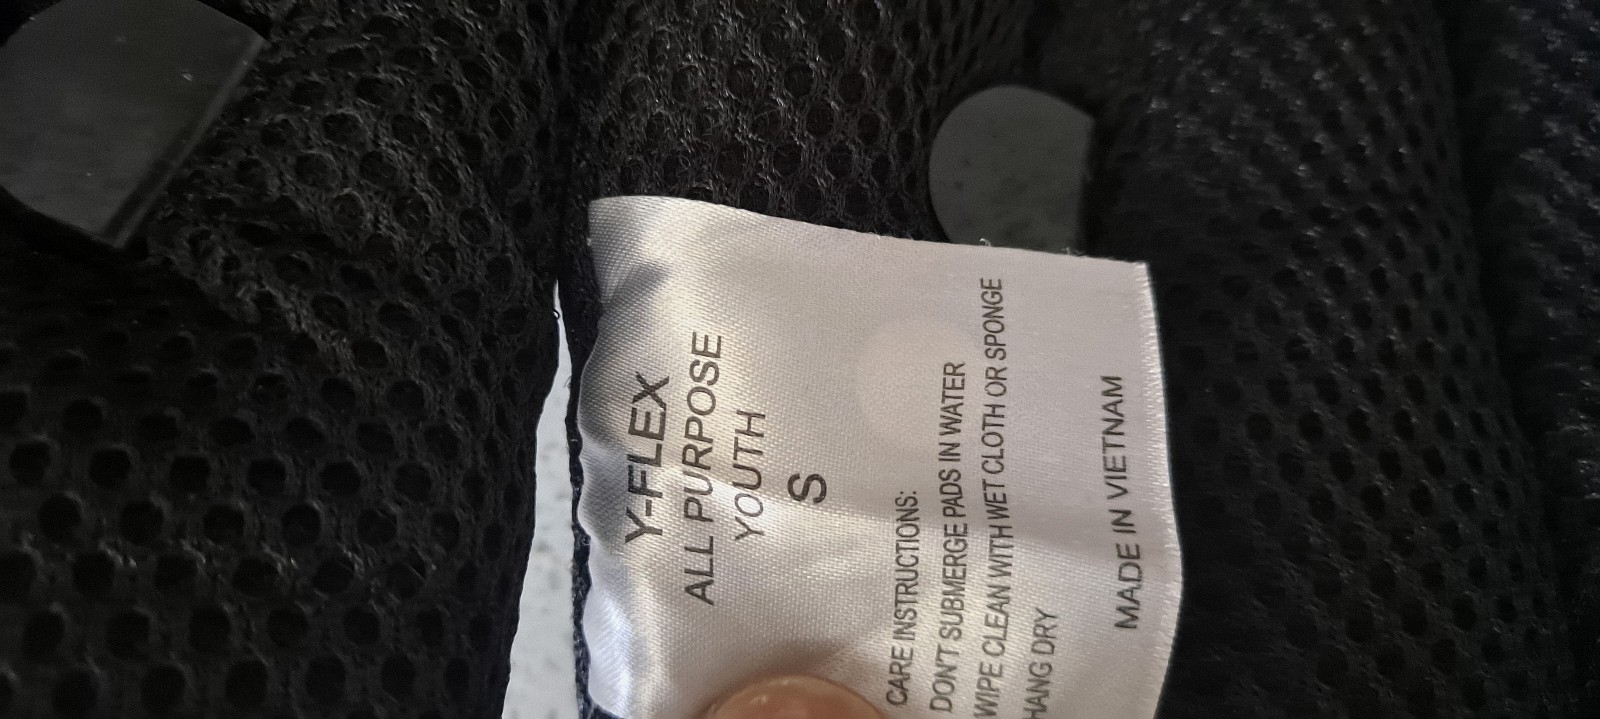 Y-FLEX
ALL PURPOSE
YOUTH
S
CARE INSTRUCTIONS:
DON'T SUBMERGE PADS IN WATER
WIPE CLEAN WITH WET CLOTH OR SPONGE
HANG DRY
MADE IN VIETNAM